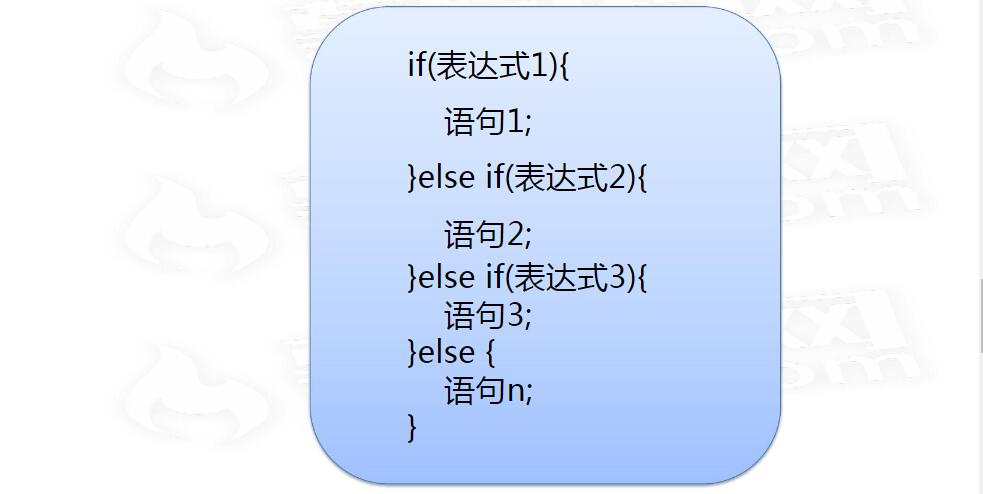 if(表达式1){
语句1;
}else if(表达式2){
语句2;
}else if(表达式3){
语句3;
}else {
语句n;
}